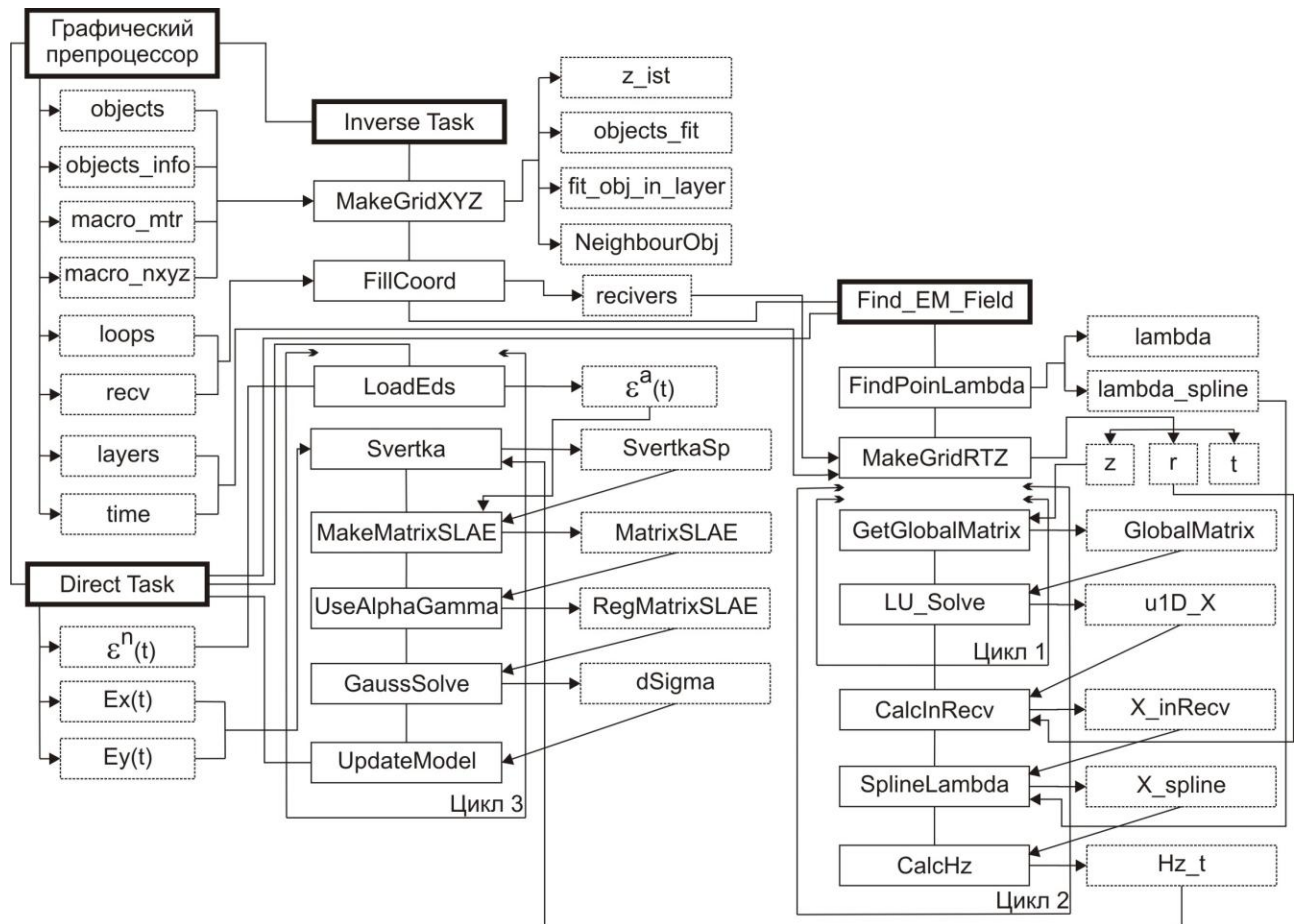 Графический
препроцессор
objects
objects_info
macro_mtr
macro_nxyz
loops
recv
layers
time
Direct Task
εⁿ(t)
Ex(t)
Ey(t)
Inverse Task
MakeGridXYZ
FillCoord
LoadEds
Svertka
MakeMatrixSLAE
UseAlphaGamma
GaussSolve
UpdateModel
Цикл 3
z_ist
objects_fit
fit_obj_in_layer
NeighbourObj
recivers
εᵃ(t)
SvertkaSp
MatrixSLAE
RegMatrixSLAE
dSigma
Find_EM_Field
FindPoinLambda
MakeGridRTZ
GetGlobalMatrix
LU_Solve
Цикл 1
CalcInRecv
SplineLambda
CalcHz
Цикл 2
lambda
lambda_spline
z
r
t
GlobalMatrix
u1D_X
X_inRecv
X_spline
Hz_t